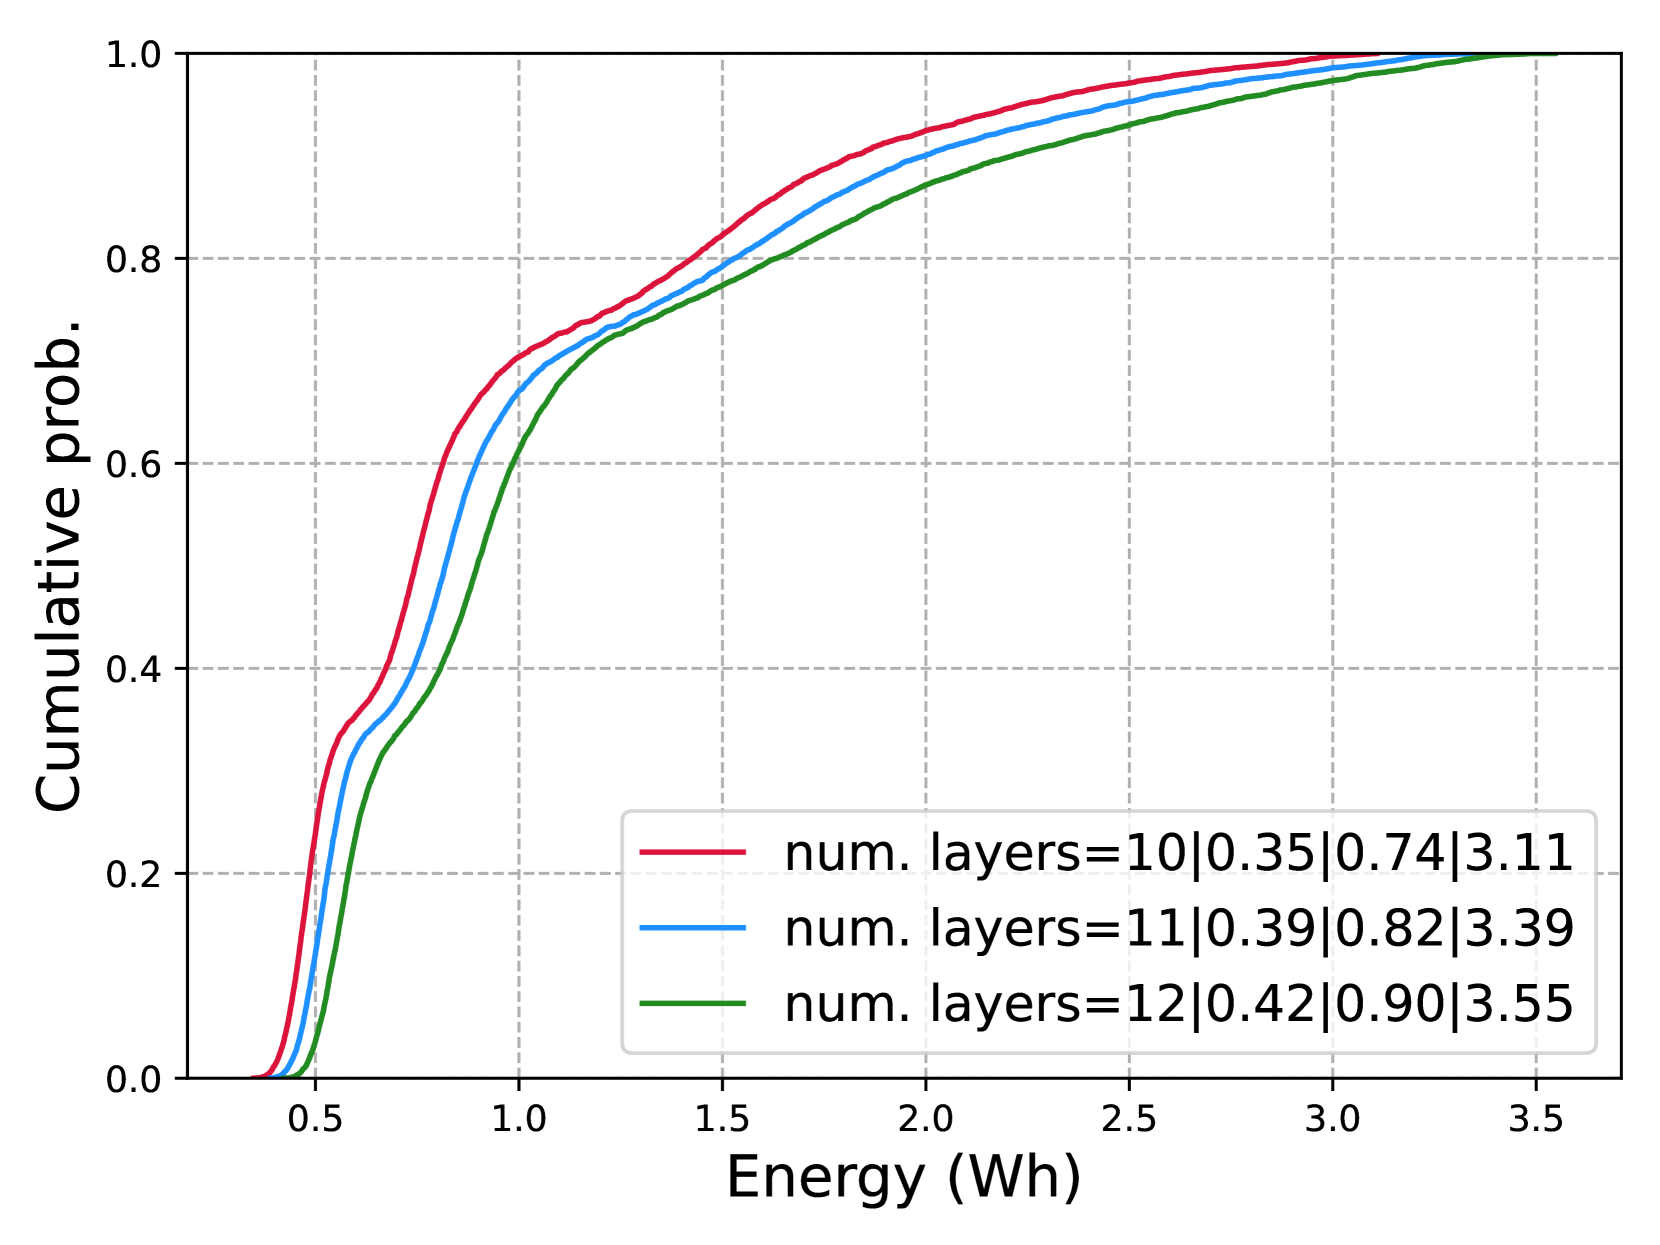 1.0
0.8
0.6
0.4
0.2
0.0
Cumulative prob.
num. layers=10|0.35|0.74|3.11
num. layers=11|0.39|0.82|3.39
num. layers=12|0.42|0.90|3.55
0.5 1.0 1.5 2.0 2.5 3.0 3.5
Energy (Wh)